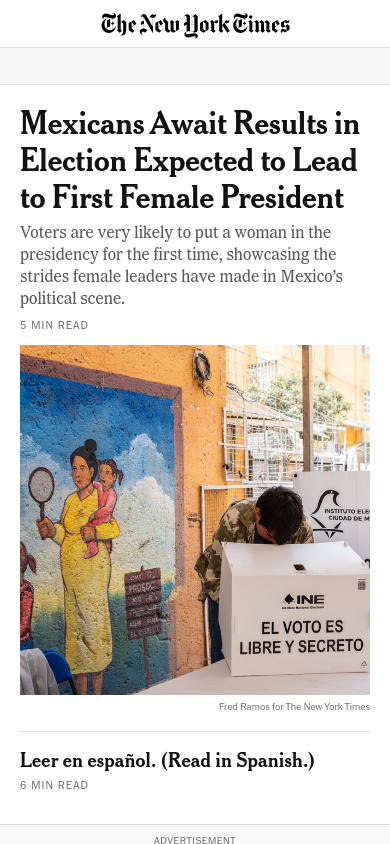 The New York Times
Mexicans Await Results in
Election Expected to Lead
to First Female President
Voters are very likely to put a woman in the
presidency for the first time, showcasing the
strides female leaders have made in Mexico’s
political scene.
5 MIN READ
INSTITUTO ELE
CIUDAD DE M
INE
Instituto Nacional Electoral
EL VOTO ES
LIBRE Y SECRETO
Fred Ramos for The New York Times
Leer en español. (Read in Spanish.)
6 MIN READ
ADVERTISEMENT